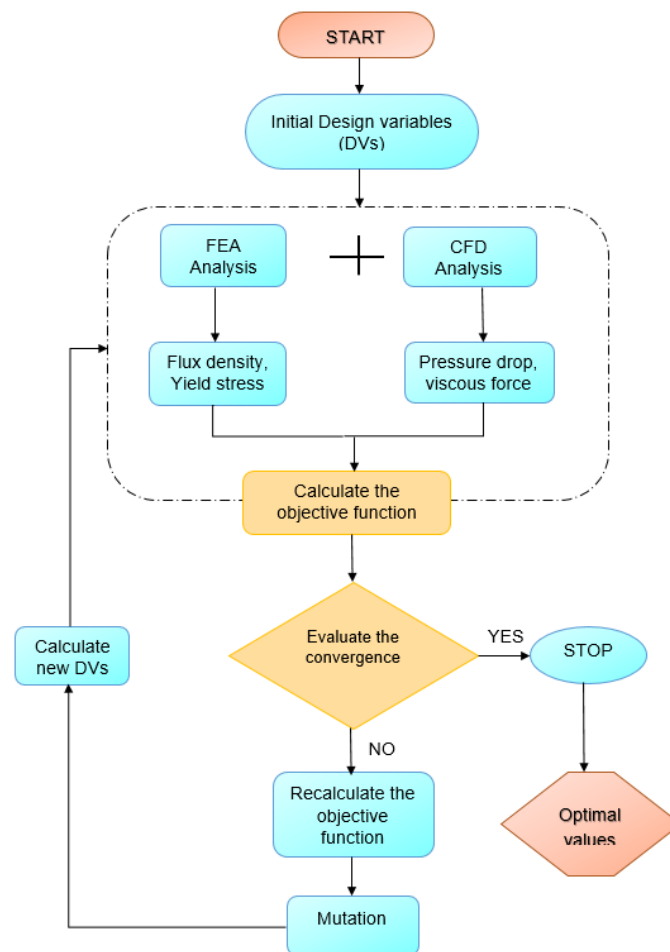 START
Initial Design variables
(DVs)
FEA
Analysis
CFD
Analysis
Flux density,
Yield stress
Pressure drop,
viscous force
Calculate the
objective function
Evaluate the
convergence
YES
STOP
Calculate
new DVs
NO
Recalculate the
objective
function
Optimal
values
Mutation